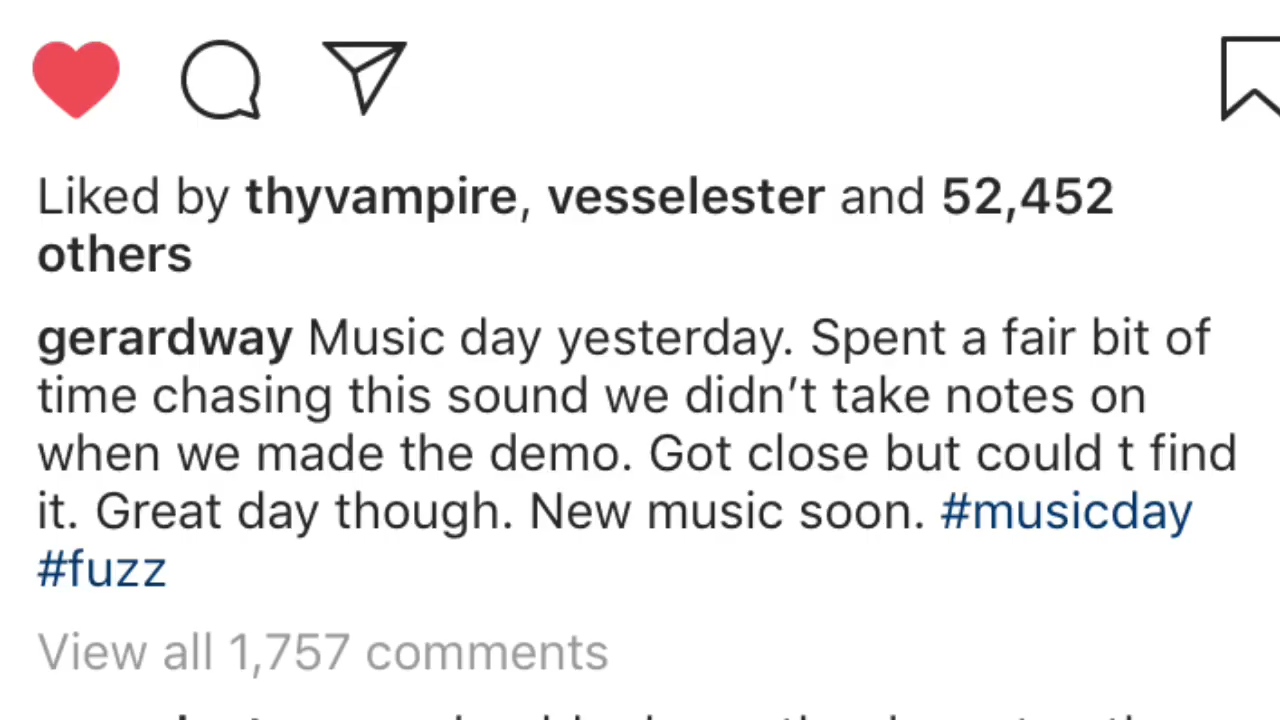 Liked by thyvampire, vesselester and 52,452
others
gerardway Music day yesterday. Spent a fair bit of
time chasing this sound we didn’t take notes on
when we made the demo. Got close but could t find
it. Great day though. New music soon. #musicday
#fuzz
View all 1,757 comments